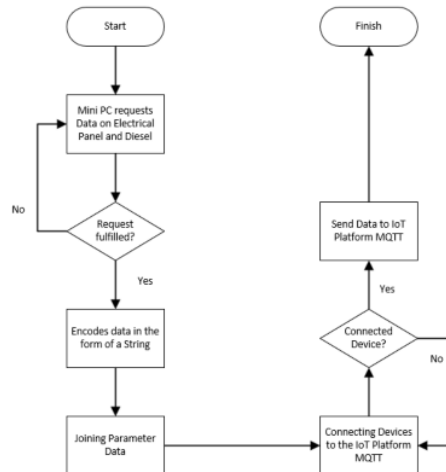 Start
Mini PC requests
Data on Electrical
Panel and Diesel
No
Request
fulfilled?
Yes
Encodes data in the
form of a String
Joining Parameter
Data
Connecting Devices
to the IoT Platform
MQTT
Connected
Device?
No
Yes
Send Data to IoT
Platform MQTT
Finish